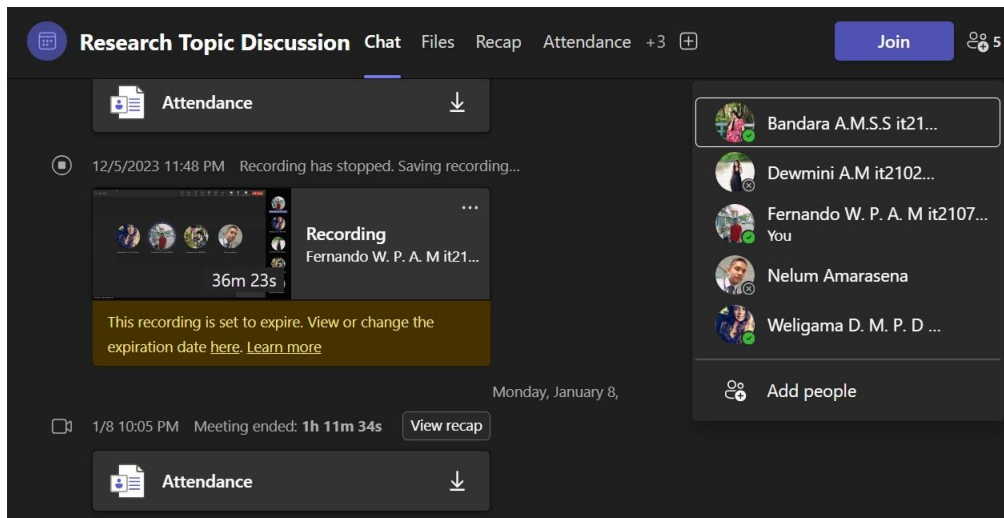 Research Topic Discussion Chat Files Recap Attendance +3 Join 5
Attendance
12/5/2023 11:48 PM Recording has stopped. Saving recording...
...
Recording
Fernando W. P. A. M it21...
36m 23s
This recording is set to expire. View or change the
expiration date here. Learn more
Monday, January 8,
1/8 10:05 PM Meeting ended: 1h 11m 34s View recap
Attendance
Bandara A.M.S.S it21...
Dewmini A.M it2102...
Fernando W. P. A. M it2107...
You
Nelum Amarasena
Weligama D. M. P. D ...
Add people